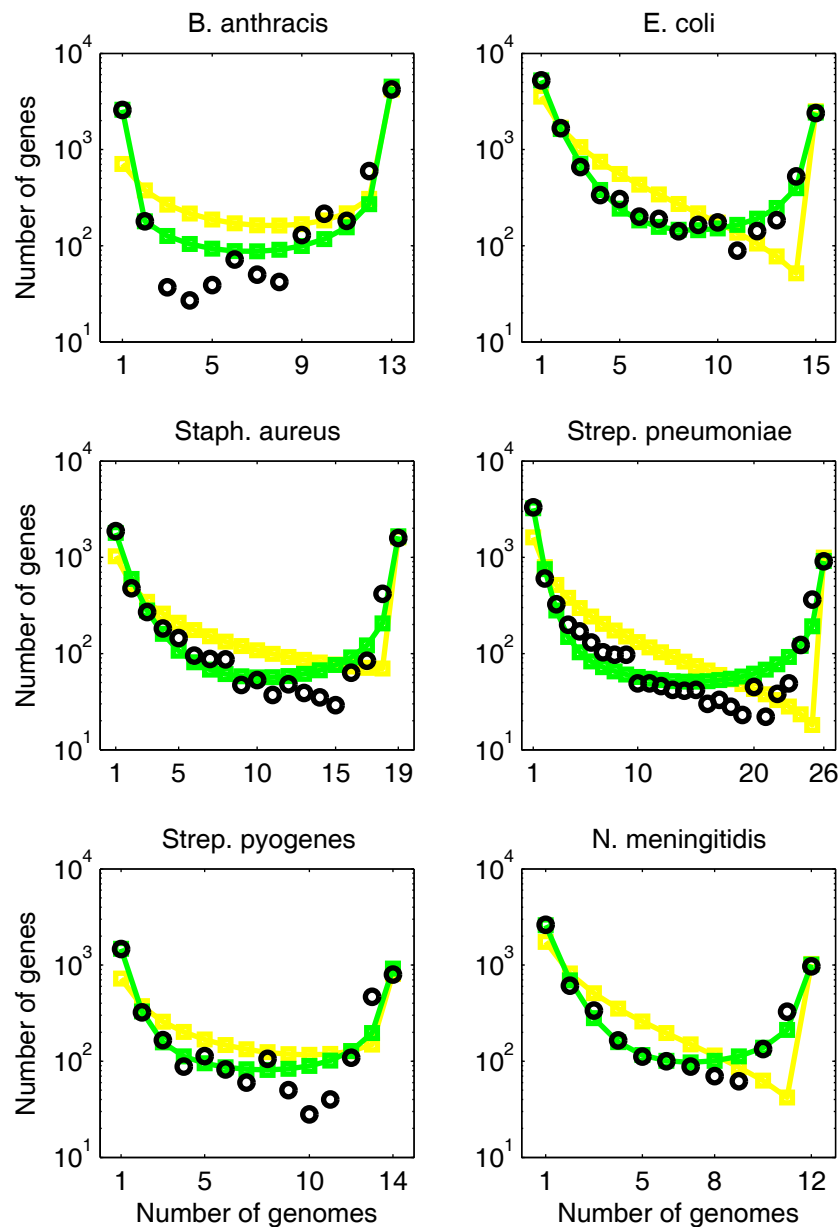 B. anthracis
10^4
10^3
10^2
10^1
Number of genes
1 5 9 13
E. coli
10^4
10^3
10^2
10^1
1 5 10 15
Staph. aureus
10^4
10^3
10^2
10^1
Number of genes
1 5 10 15 19
Strep. pneumoniae
10^4
10^3
10^2
10^1
1 10 20 26
Strep. pyogenes
10^4
10^3
10^2
10^1
Number of genes
1 5 10 14
Number of genomes
N. meningitidis
10^4
10^3
10^2
10^1
1 5 8 12
Number of genomes